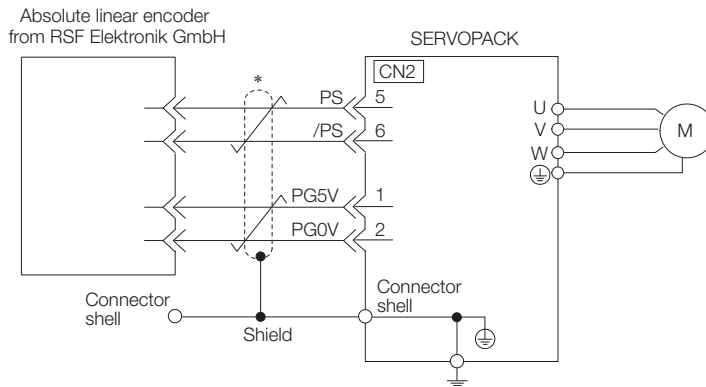 Absolute linear encoder
from RSF Elektronik GmbH
SERVOPACK
CN2
*
PS 5
/PS 6
PG5V 1
PG0V 2
U
V
W
M
Connector
shell
Shield
Connector
shell